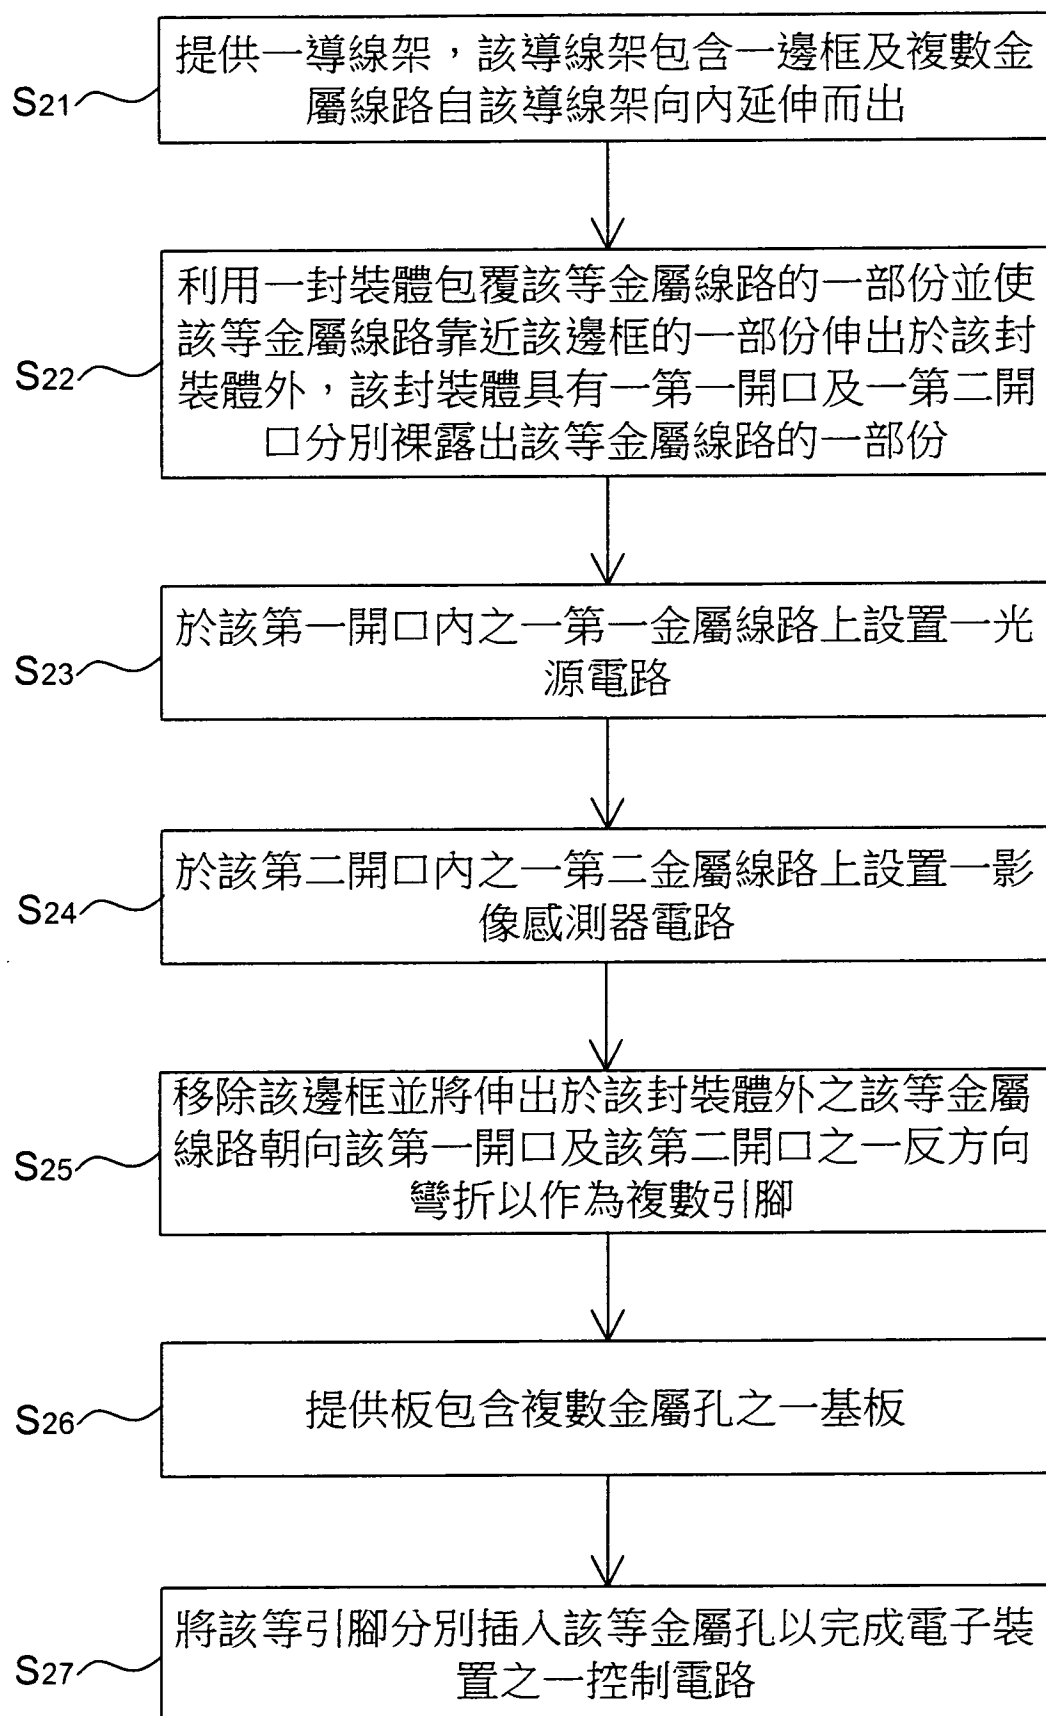 S21
提供一導線架，該導線架包含一邊框及複數金
屬線路自該導線架向內延伸而出
S22
利用一封裝體包覆該等金屬線路的一部份並使
該等金屬線路靠近該邊框的一部份伸出於該封
裝體外，該封裝體具有一第一開口及一第二開
口分別裸露出該等金屬線路的一部份
S23
於該第一開口內之一第一金屬線路上設置一光
源電路
S24
於該第二開口內之一第二金屬線路上設置一影
像感測器電路
S25
移除該邊框並將伸出於該封裝體外之該等金屬
線路朝向該第一開口及該第二開口之一反方向
彎折以作為複數引腳
S26
提供板包含複數金屬孔之一基板
S27
將該等引腳分別插入該等金屬孔以完成電子裝
置之一控制電路